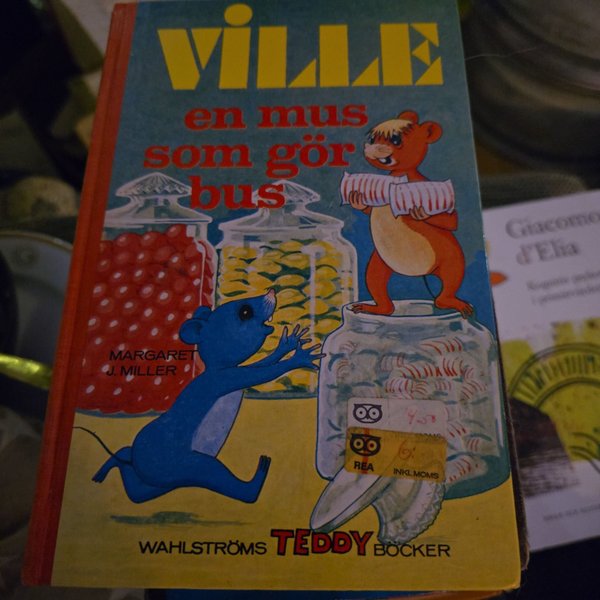 VILLE
en mus
som gör
bus
MARGARET
J. MILLER
REA
INKL MOMS
WAHLSTRÖMS TEDDY BÖCKER
Giacomo
d'Elia